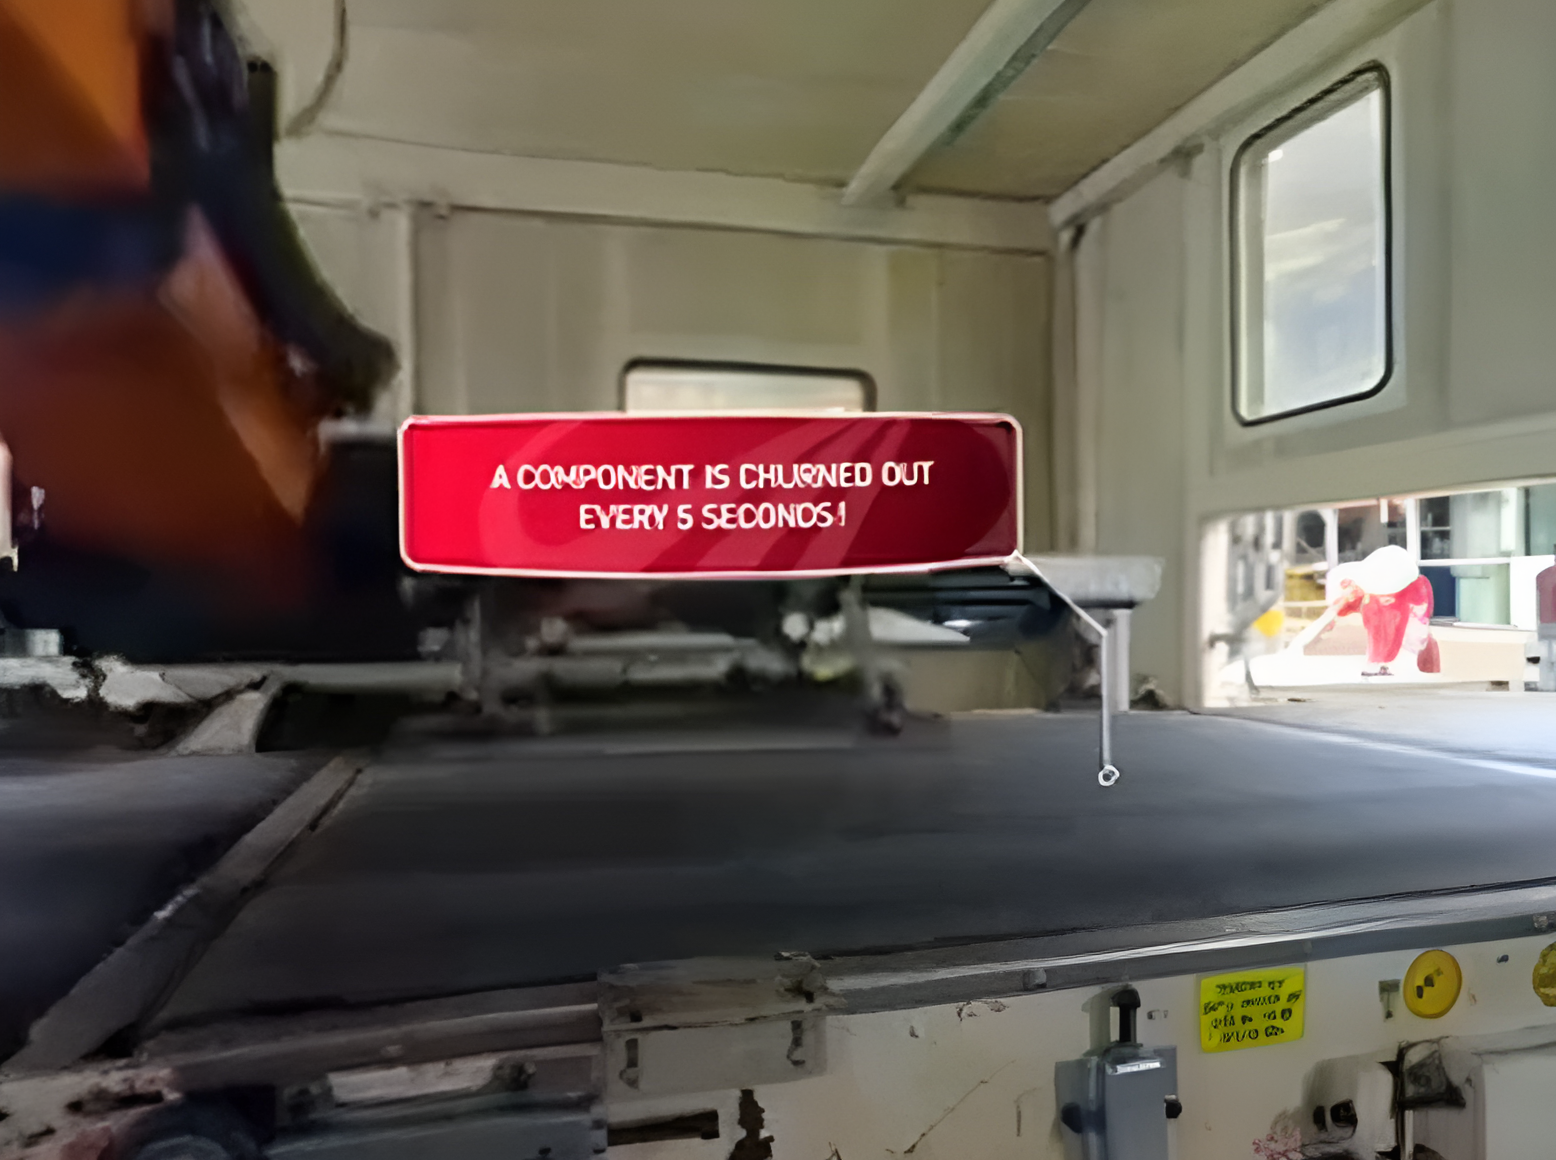 A COMPONENT IS CHURNED OUT
EVERY 5 SECONDS!